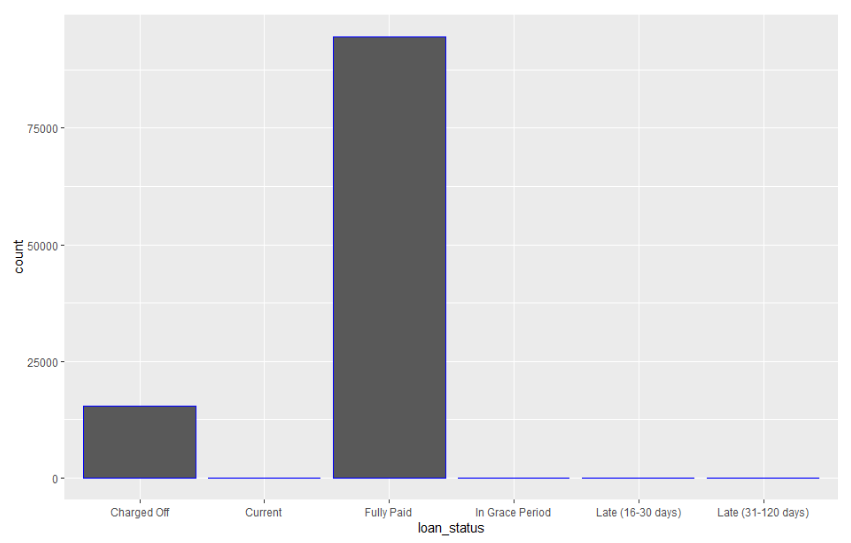 count
75000
50000
25000
0
Charged Off Current Fully Paid In Grace Period Late (16-30 days) Late (31-120 days)
loan_status